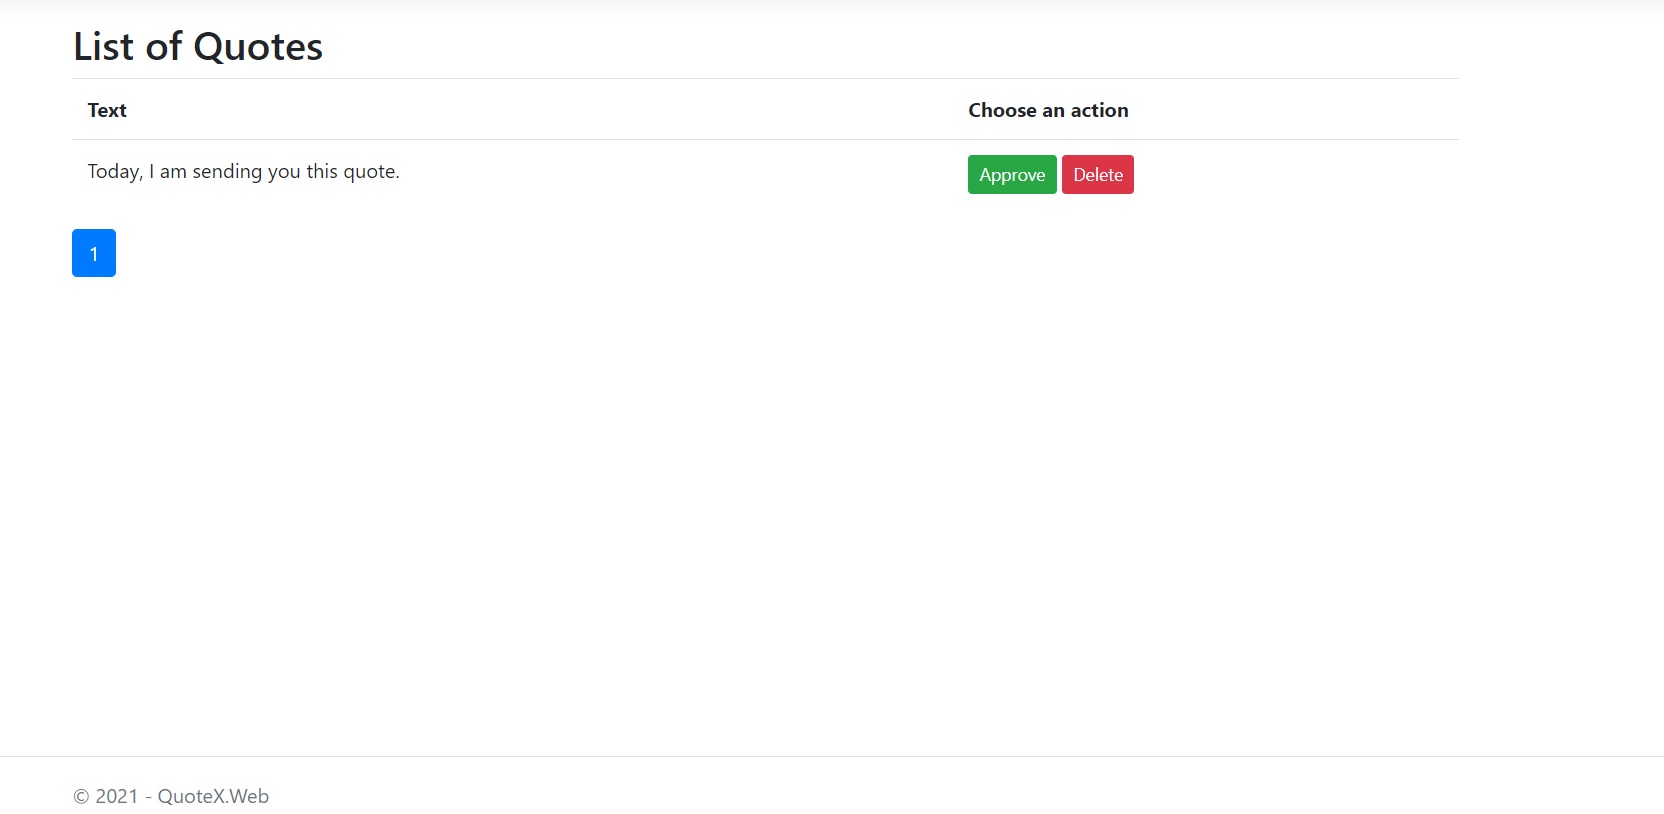 List of Quotes
Text Choose an action
Today, I am sending you this quote. Approve Delete
1
© 2021 - QuoteX.Web